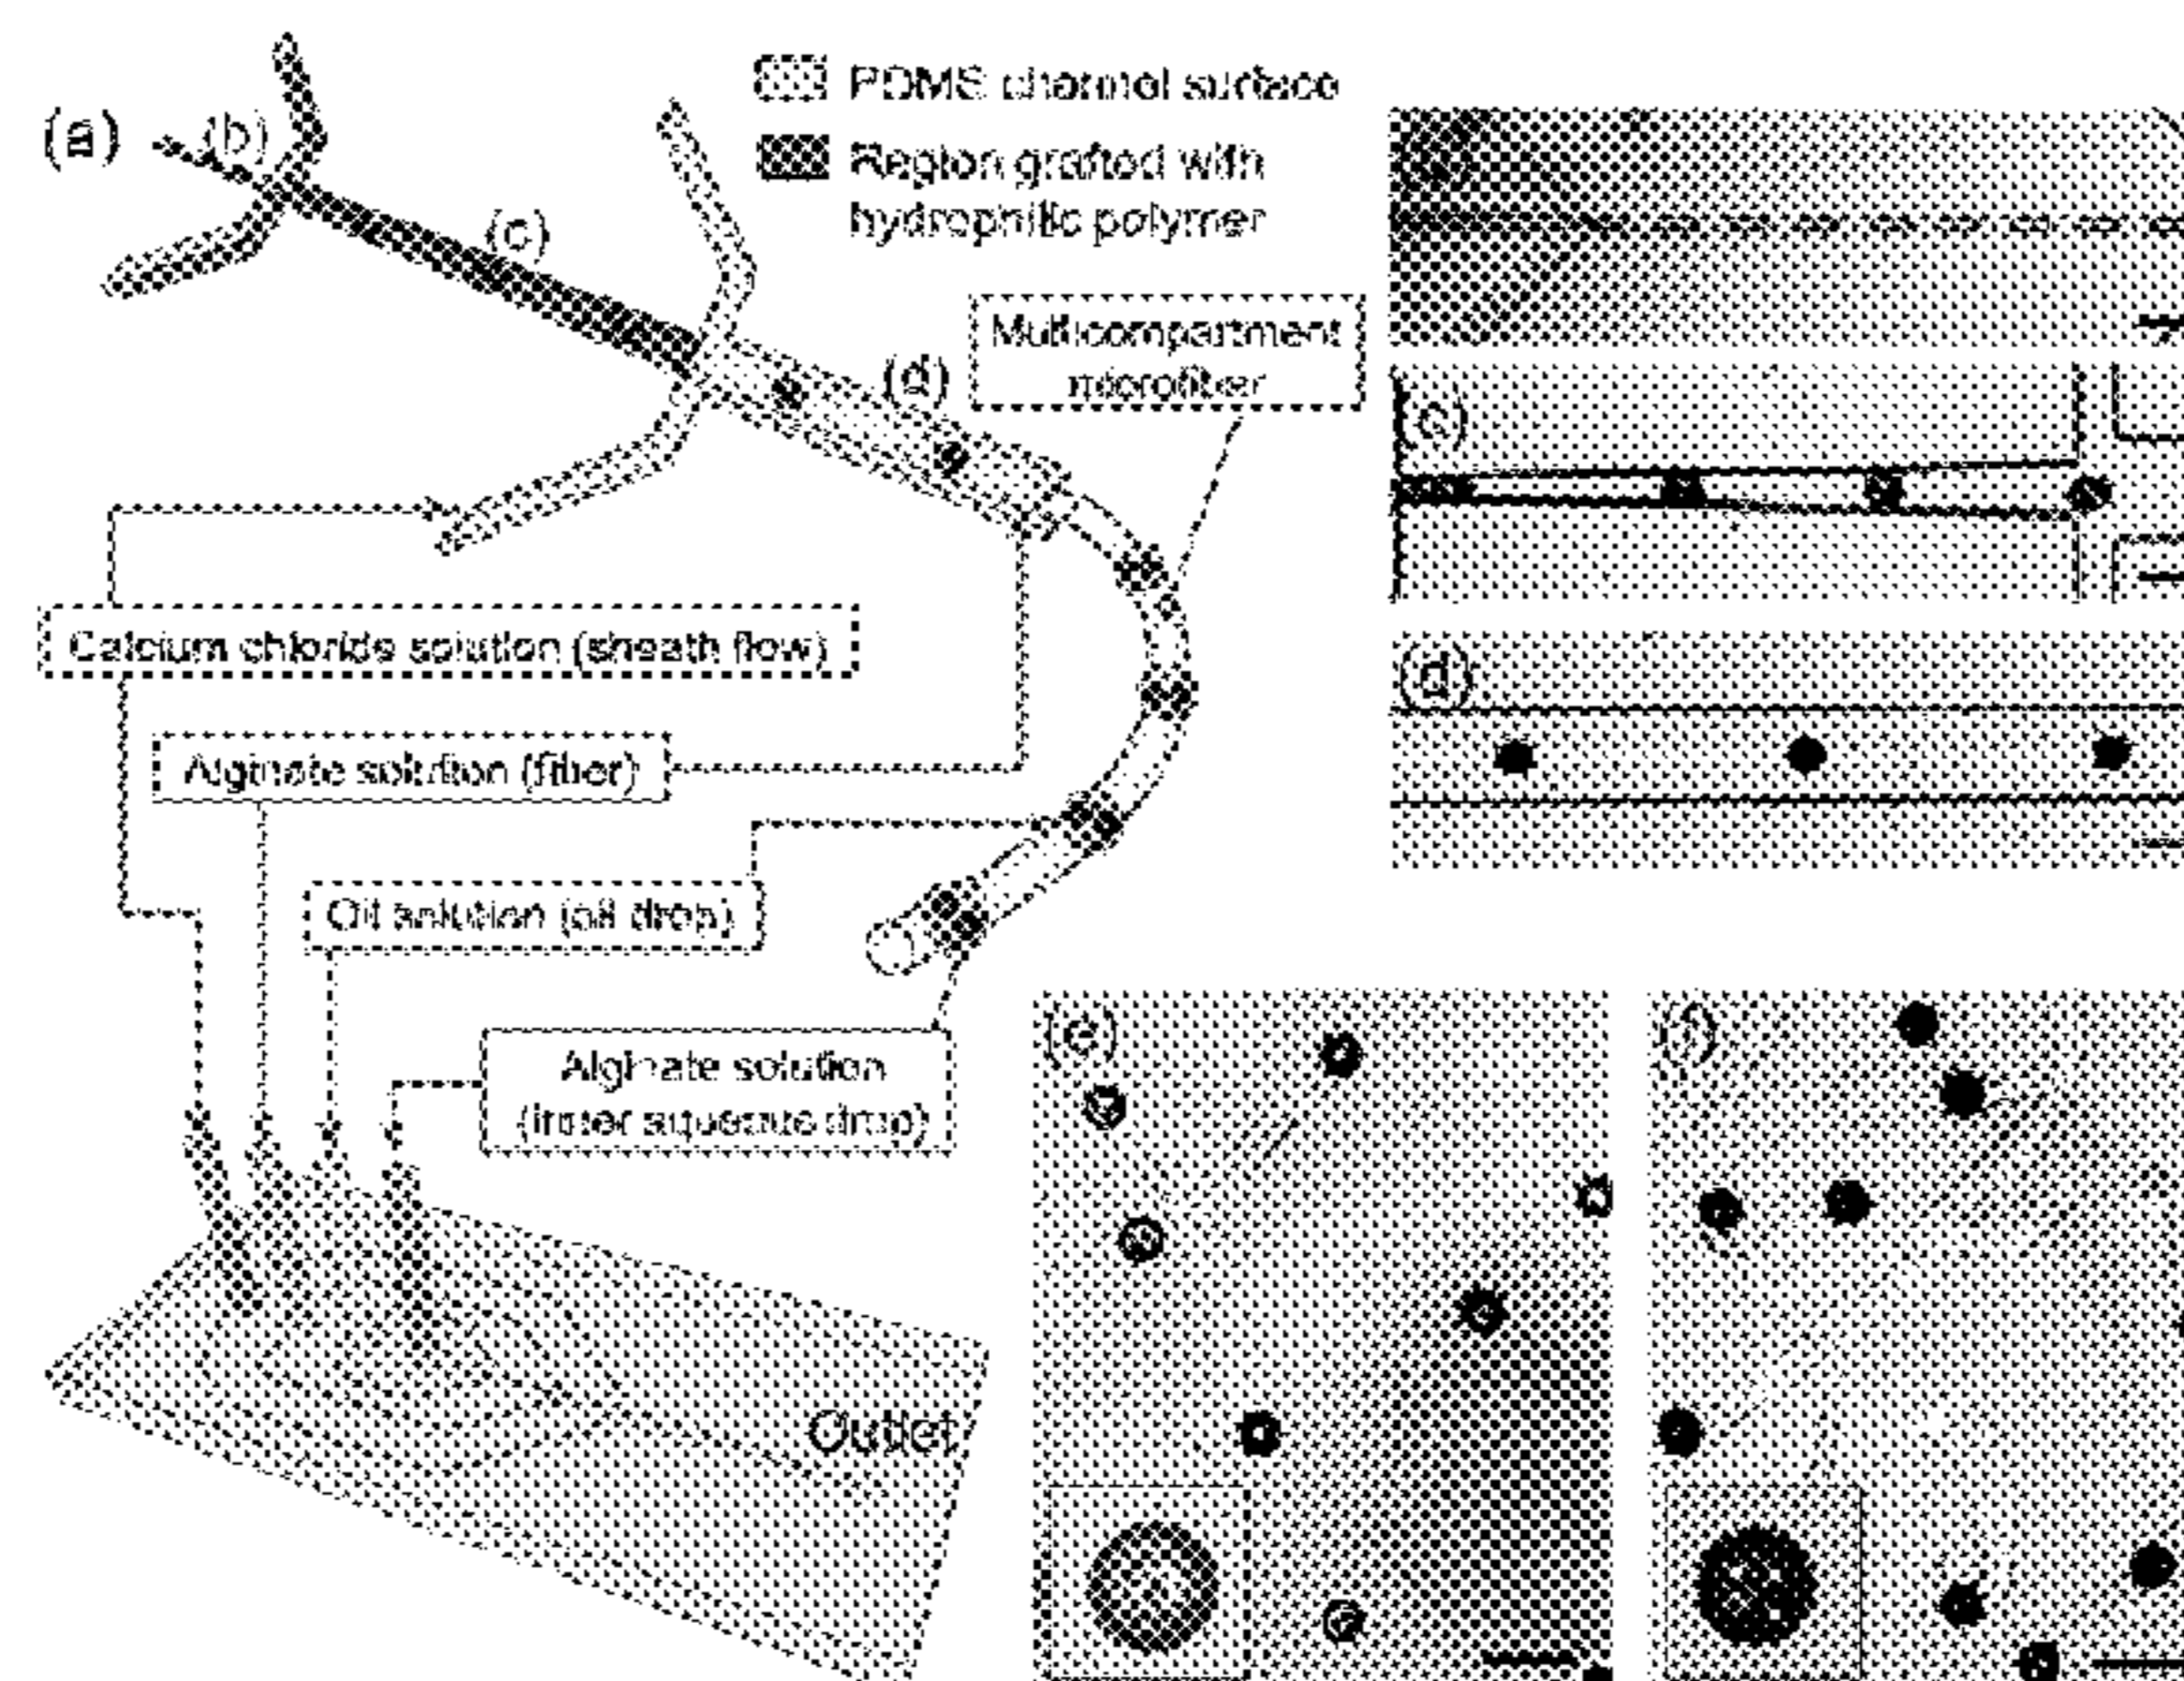 (a)
(b)
PDMS channel surface
Region grafted with
hydrophilic polymer
(c)
Multicompartment
microfiber
(d)
(c)
(d)
Calcium chloride solution (sheath flow)
Alginate solution (fiber)
Oil solution (oil drop)
Alginate solution
(inner aqueous drop)
Outlet
(e)
(f)